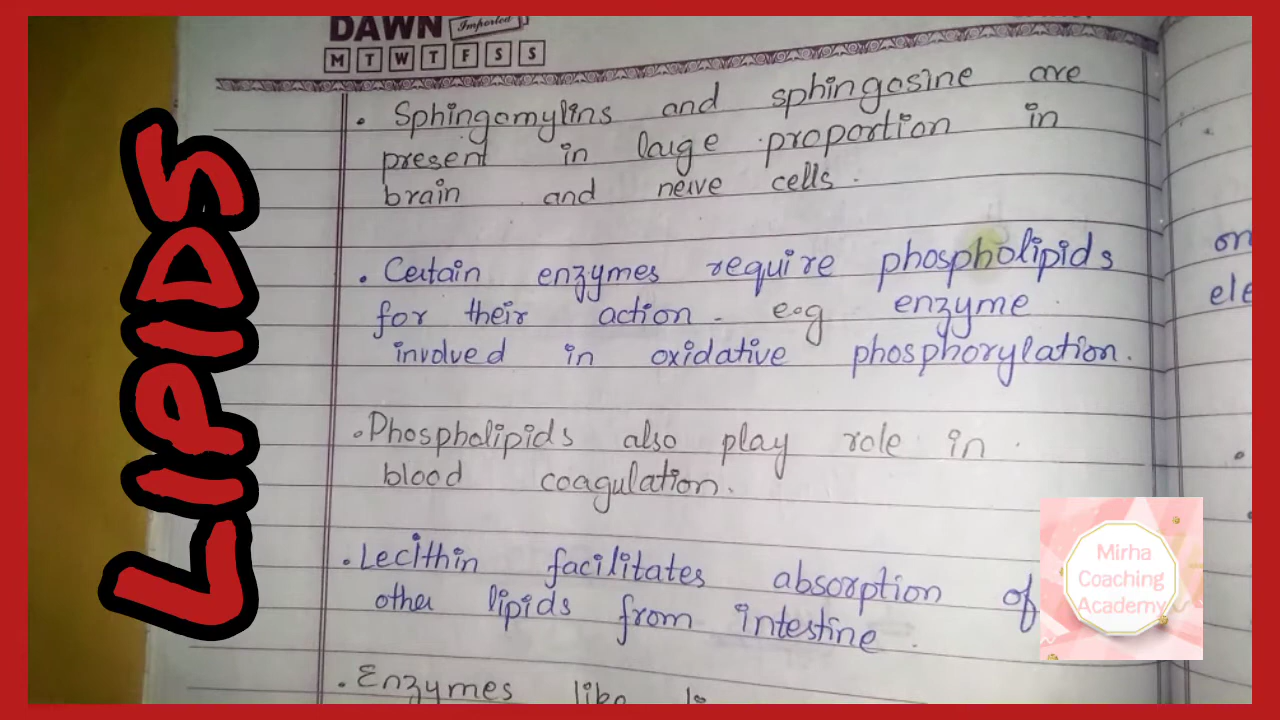 DAWN Imported
M T W T F S S
LIPIDS
• Sphingomylins and sphingosine are
present in large proportion in
brain and nerve cells.
• Certain enzymes require phospholipids
for their action. e.g enzyme
involved in oxidative phosphorylation.
• Phospholipids also play role in
blood coagulation.
• Lecithin facilitates absorption of
other lipids from intestine.
• Enzymes like
on
ele
Mirha
Coaching
Academy